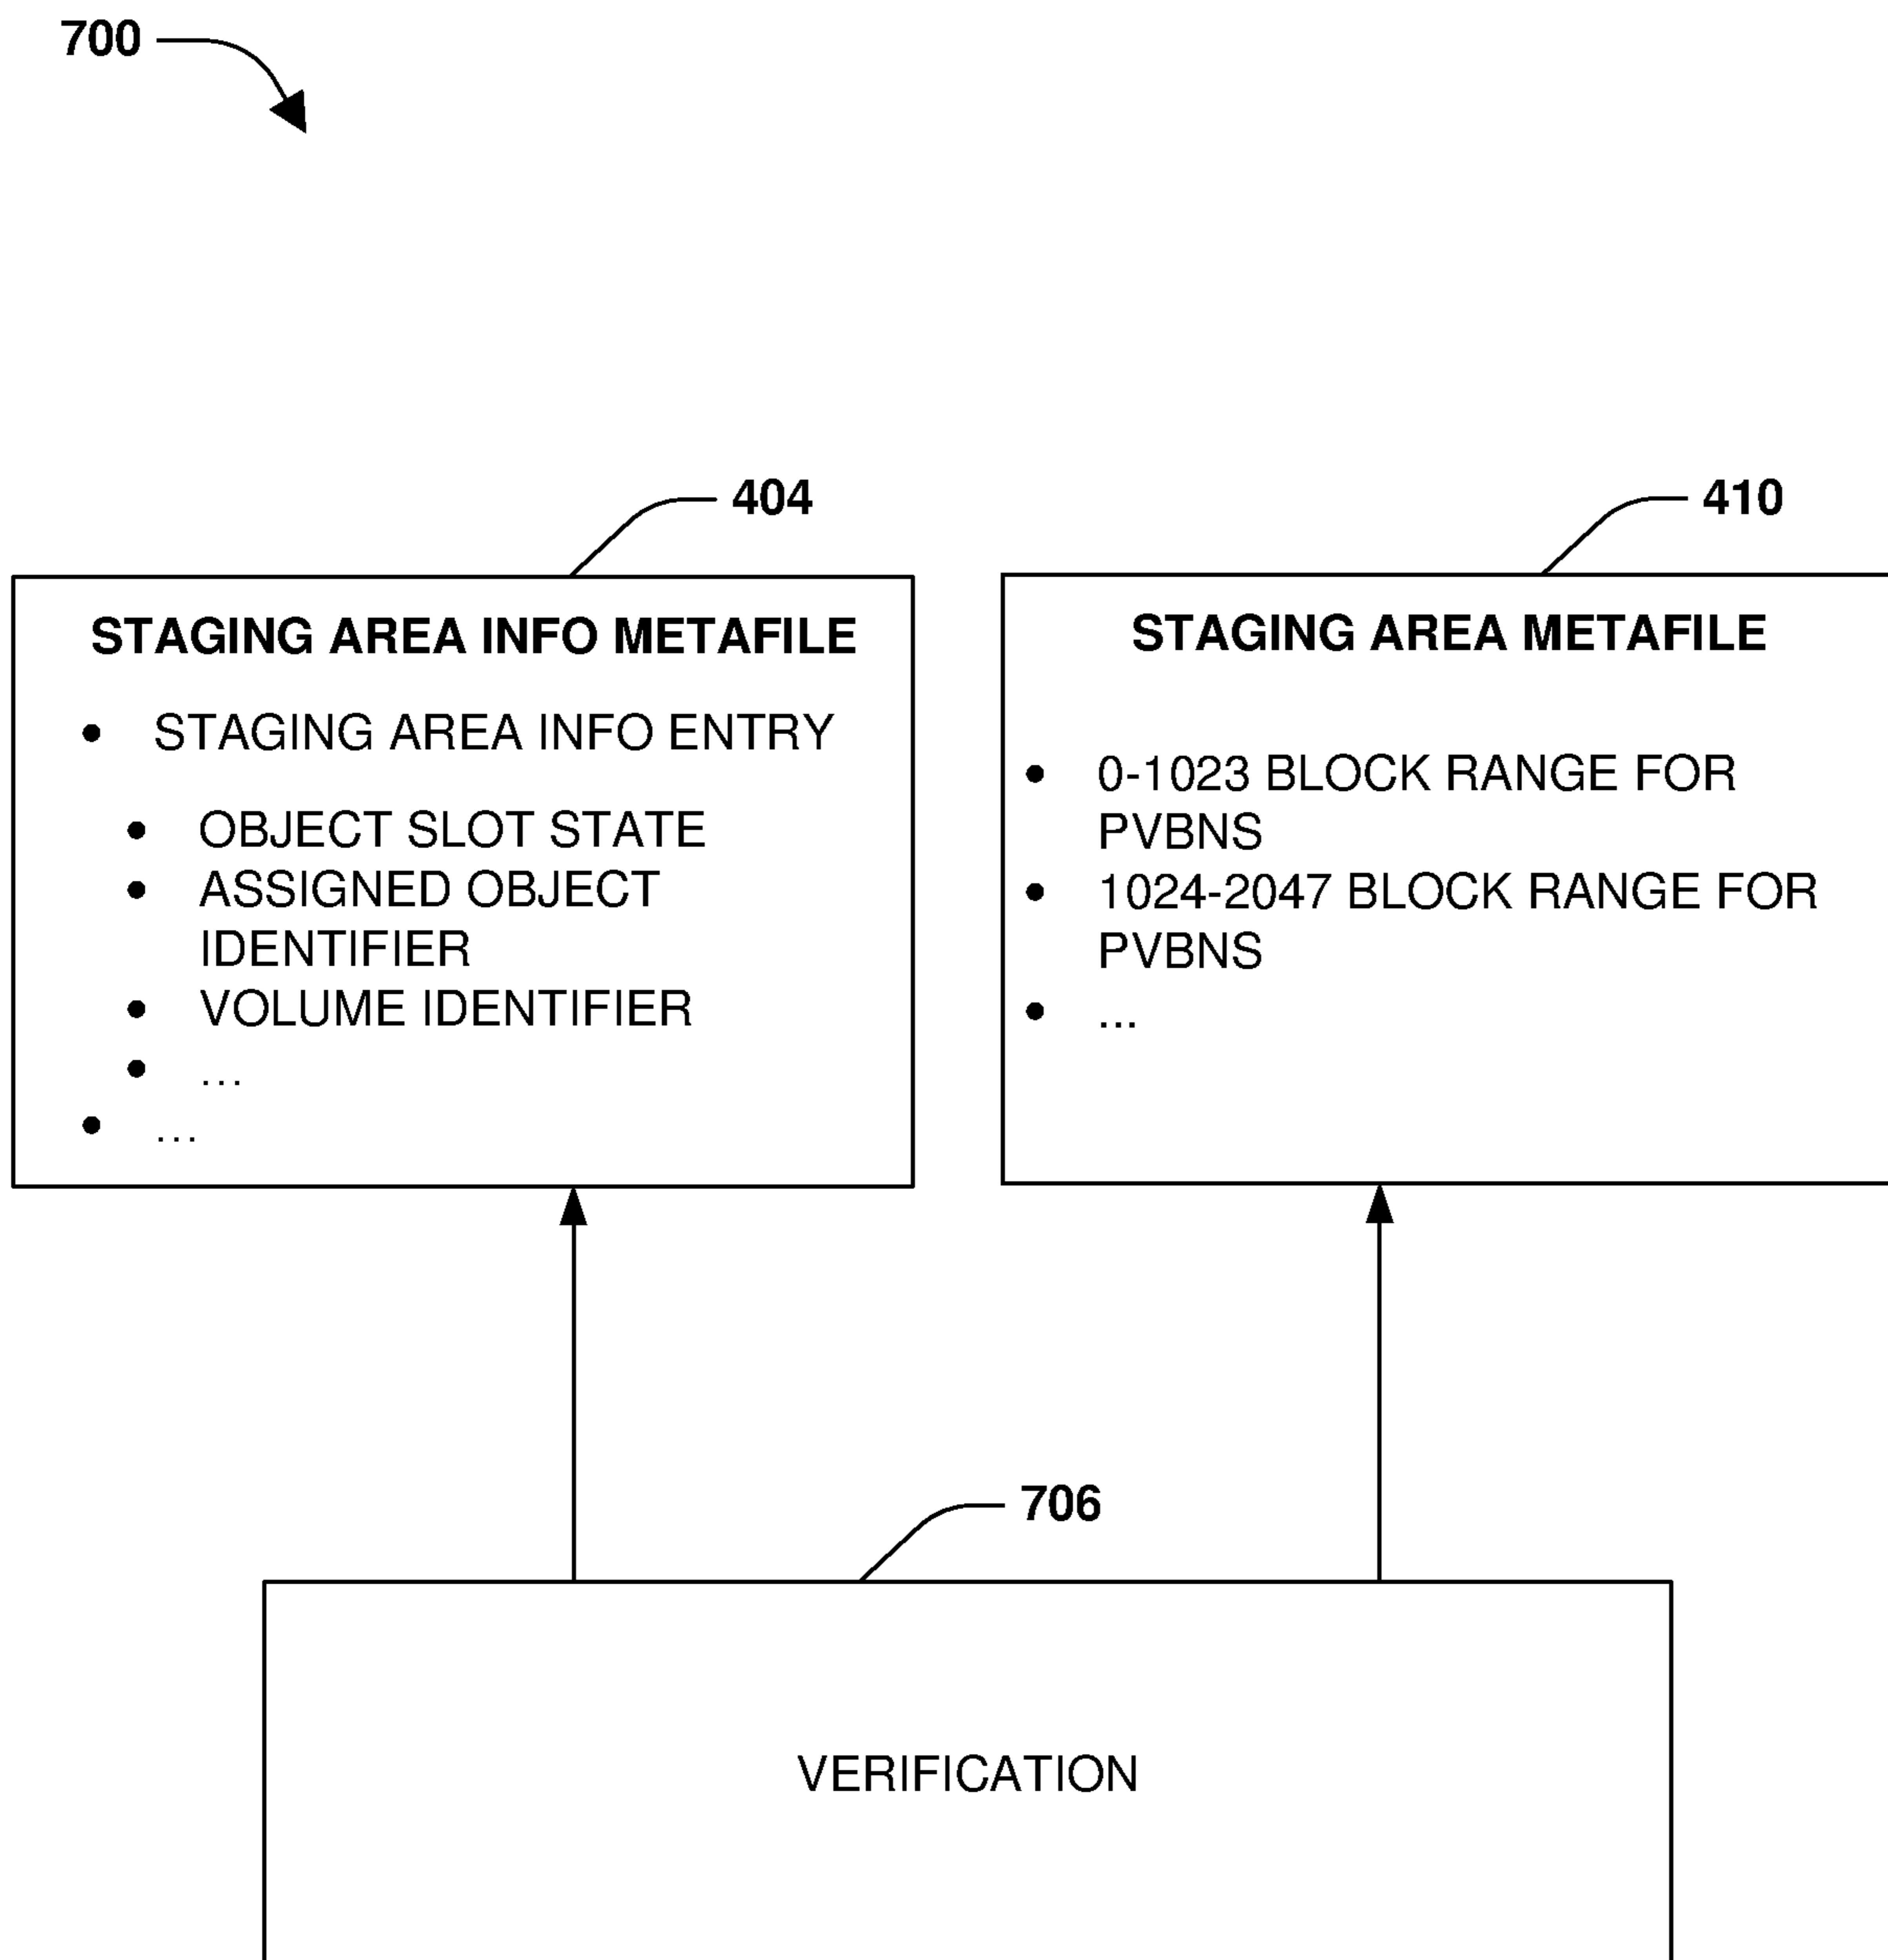 700
404
STAGING AREA INFO METAFILE
• STAGING AREA INFO ENTRY
• OBJECT SLOT STATE
• ASSIGNED OBJECT
IDENTIFIER
• VOLUME IDENTIFIER
• ...
• ...
410
STAGING AREA METAFILE
• 0-1023 BLOCK RANGE FOR
PVBNS
• 1024-2047 BLOCK RANGE FOR
PVBNS
• ...
706
VERIFICATION